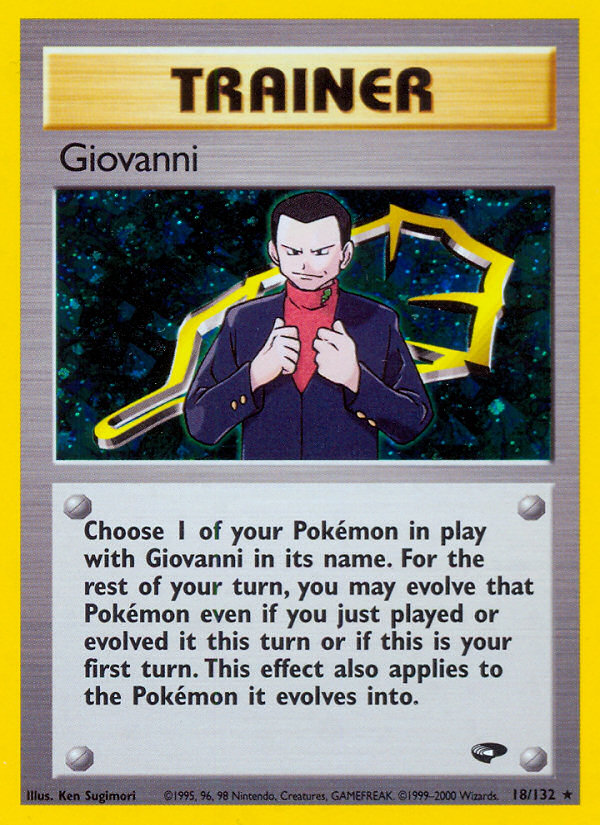 TRAINER
Giovanni
Choose 1 of your Pokémon in play
with Giovanni in its name. For the
rest of your turn, you may evolve that
Pokémon even if you just played or
evolved it this turn or if this is your
first turn. This effect also applies to
the Pokémon it evolves into.
Illus. Ken Sugimori ©1995, 96, 98 Nintendo, Creatures, GAMEFREAK. ©1999–2000 Wizards. 18/132 ★